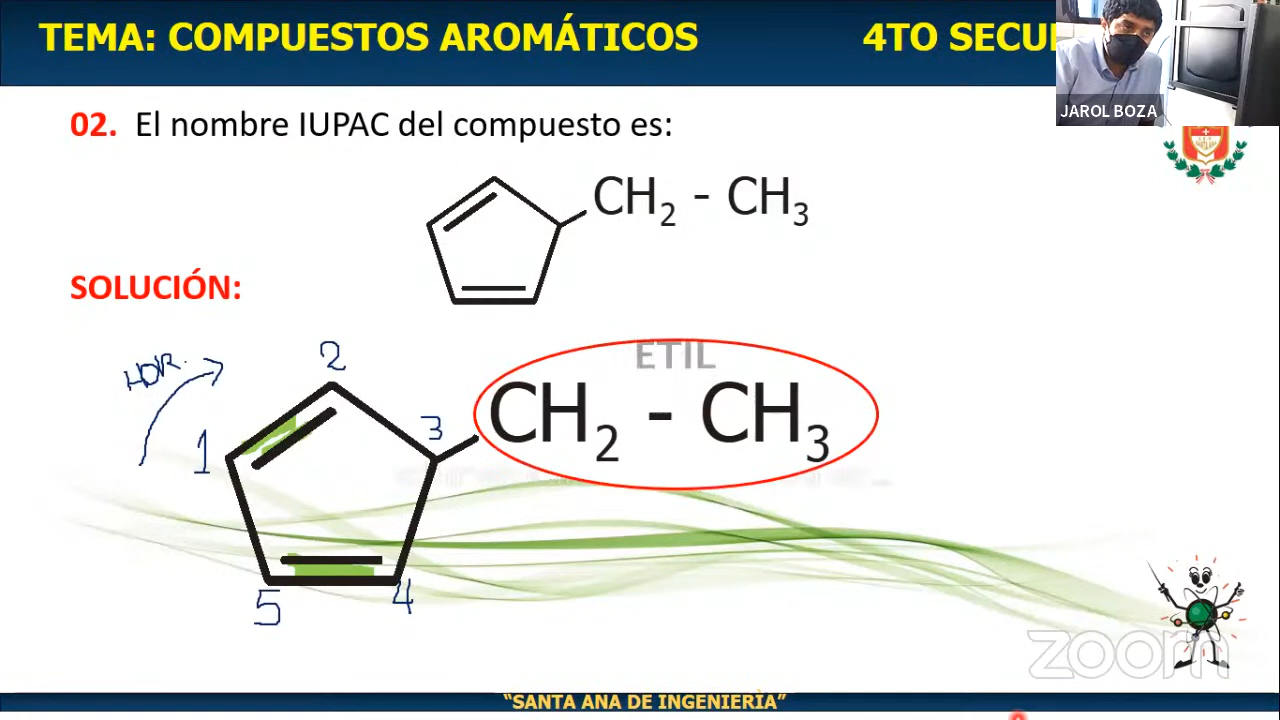 TEMA: COMPUESTOS AROMÁTICOS 4TO SECU
JAROL BOZA
02. El nombre IUPAC del compuesto es:
CH2 - CH3
SOLUCIÓN:
HOR.
ETIL
CH2 - CH3
1
2
3
4
5
zoom
“SANTA ANA DE INGENIERÌA”